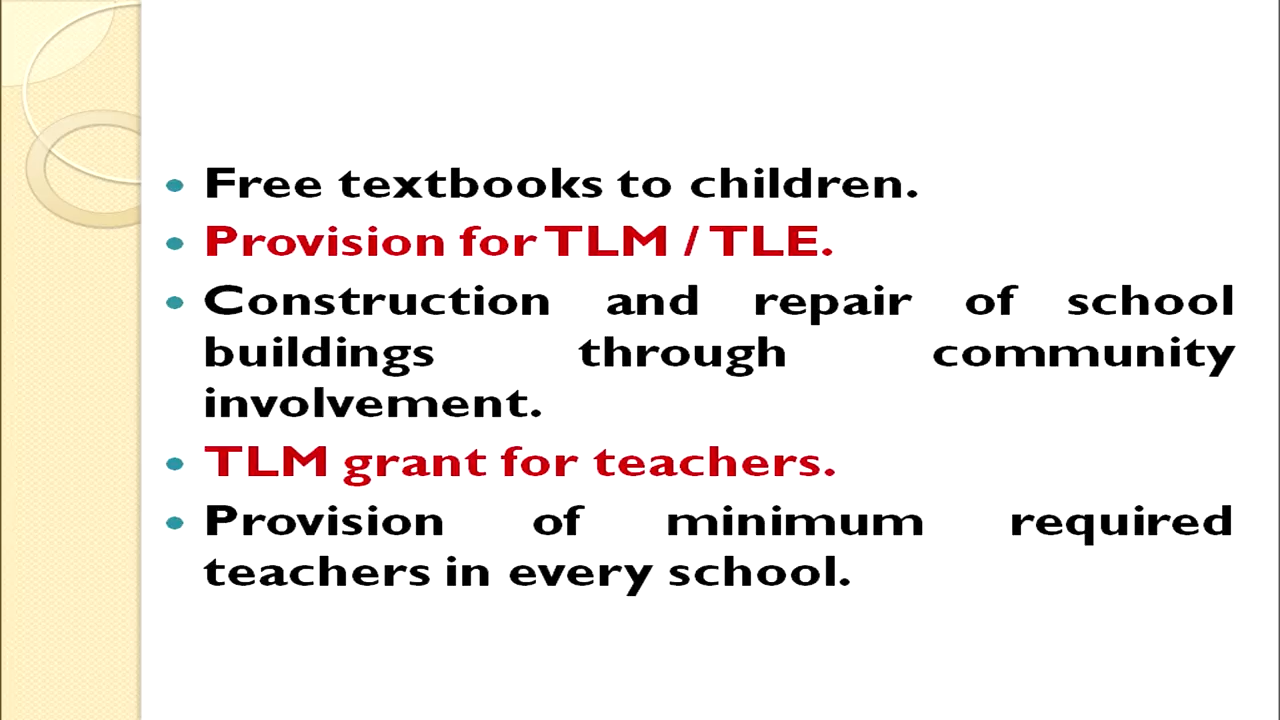 Free textbooks to children.
Provision for TLM / TLE.
Construction and repair of school
buildings through community
involvement.
TLM grant for teachers.
Provision of minimum required
teachers in every school.